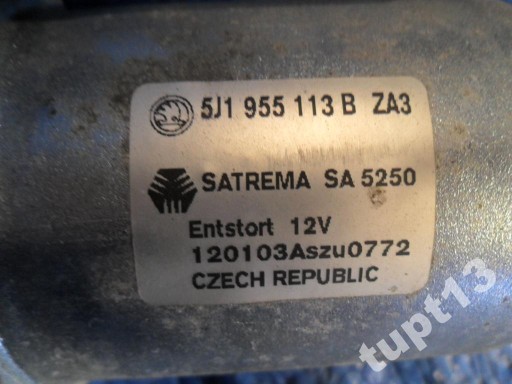 5J1 955 113 B ZA3
SATREMA SA 5250
Entstort 12V
120103Aszu0772
CZECH REPUBLIC
tupt13